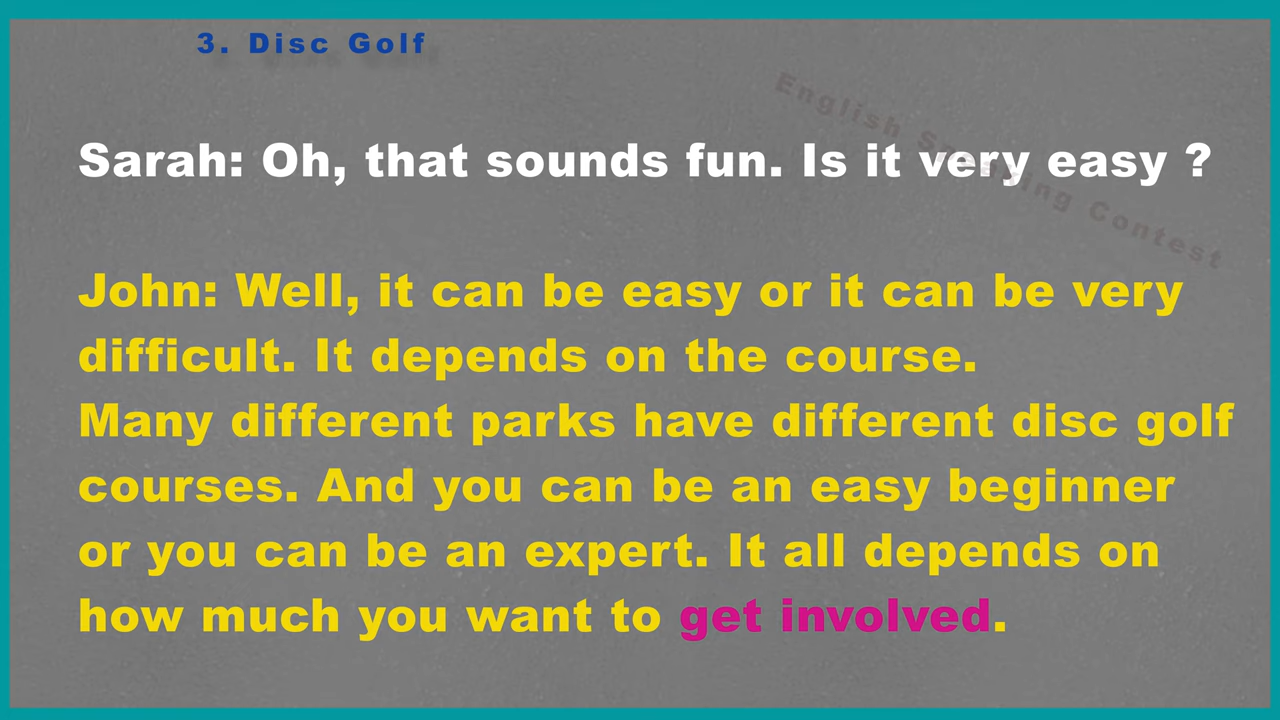 3. Disc Golf
English Speaking Contest
Sarah: Oh, that sounds fun. Is it very easy ?
John: Well, it can be easy or it can be very
difficult. It depends on the course.
Many different parks have different disc golf
courses. And you can be an easy beginner
or you can be an expert. It all depends on
how much you want to get involved.